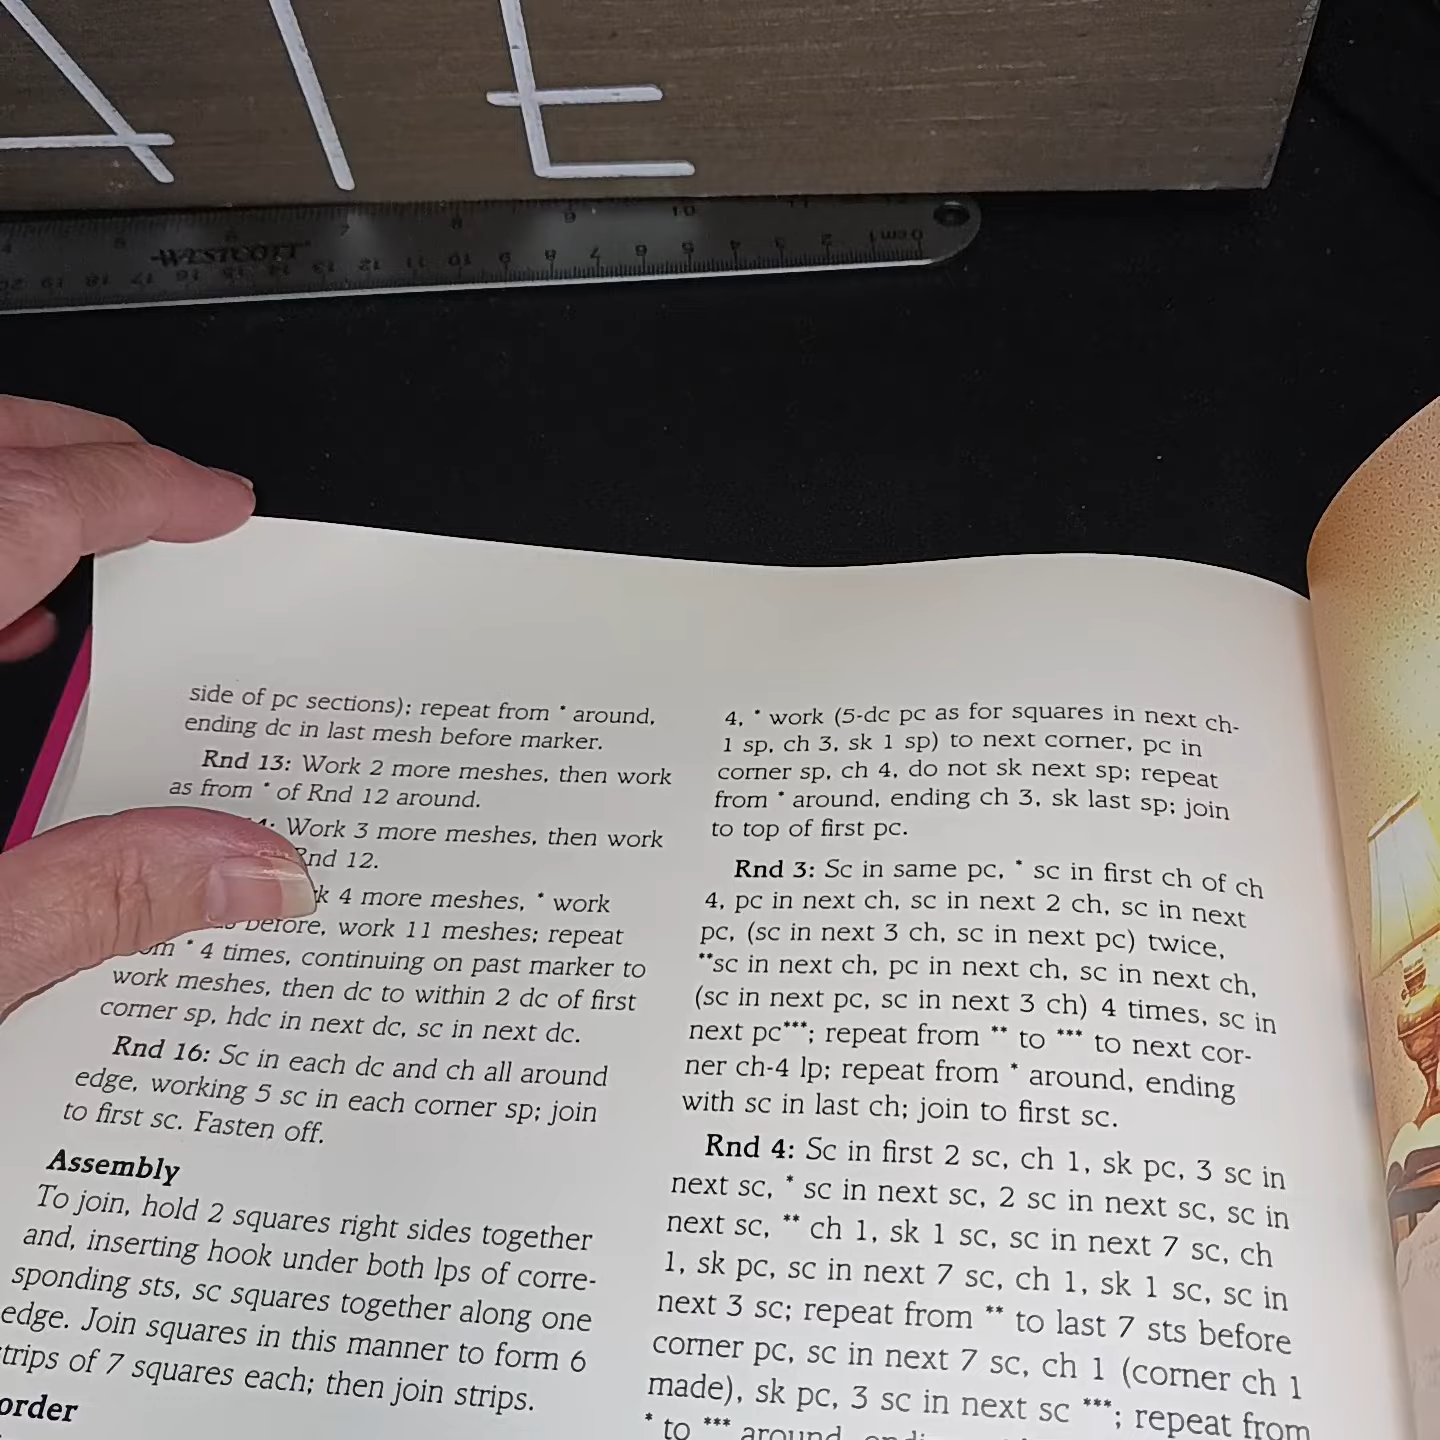 WESTCOTT
side of pc sections); repeat from * around,
ending dc in last mesh before marker.
Rnd 13: Work 2 more meshes, then work
as from * of Rnd 12 around.
4: Work 3 more meshes, then work
Rnd 12.
k 4 more meshes, * work
before, work 11 meshes; repeat
om * 4 times, continuing on past marker to
work meshes, then dc to within 2 dc of first
corner sp, hdc in next dc, sc in next dc.
Rnd 16: Sc in each dc and ch all around
edge, working 5 sc in each corner sp; join
to first sc. Fasten off.
Assembly
To join, hold 2 squares right sides together
and, inserting hook under both lps of corre-
sponding sts, sc squares together along one
edge. Join squares in this manner to form 6
trips of 7 squares each; then join strips.
order
4, * work (5-dc pc as for squares in next ch-
1 sp, ch 3, sk 1 sp) to next corner, pc in
corner sp, ch 4, do not sk next sp; repeat
from * around, ending ch 3, sk last sp; join
to top of first pc.
Rnd 3: Sc in same pc, * sc in first ch of ch
4, pc in next ch, sc in next 2 ch, sc in next
pc, (sc in next 3 ch, sc in next pc) twice,
**sc in next ch, pc in next ch, sc in next ch,
(sc in next pc, sc in next 3 ch) 4 times, sc in
next pc***; repeat from ** to *** to next cor-
ner ch-4 lp; repeat from * around, ending
with sc in last ch; join to first sc.
Rnd 4: Sc in first 2 sc, ch 1, sk pc, 3 sc in
next sc, * sc in next sc, 2 sc in next sc, sc in
next sc, ** ch 1, sk 1 sc, sc in next 7 sc, ch
1, sk pc, sc in next 7 sc, ch 1, sk 1 sc, sc in
next 3 sc; repeat from ** to last 7 sts before
corner pc, sc in next 7 sc, ch 1 (corner ch 1
made), sk pc, 3 sc in next sc ***; repeat from
* to *** around,